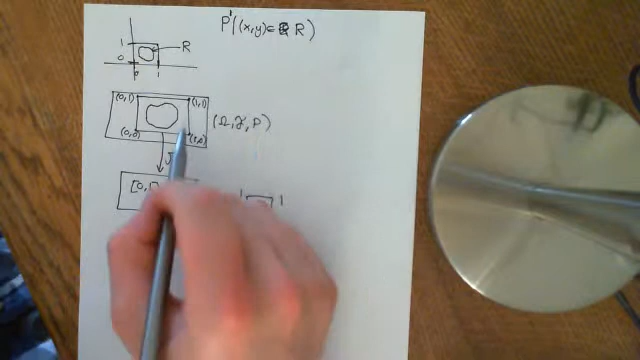 P'((x,y)∈ R)
1
R
0
0 1
(0,1) (1,1)
(Ω, F, P)
(0,0) (1,0)
[0,1]
1 1